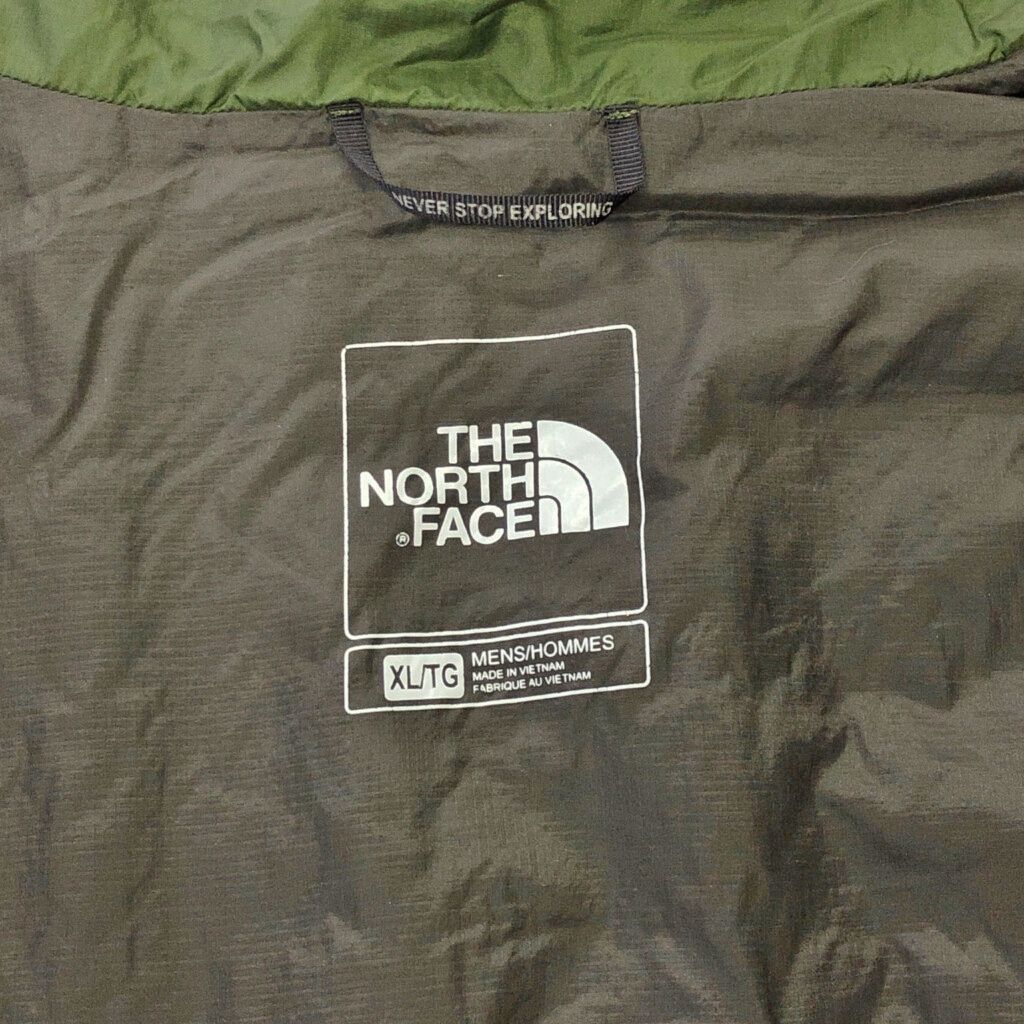 NEVER STOP EXPLORING
THE
NORTH
® FACE
XL/TG
MENS/HOMMES
MADE IN VIETNAM
FABRIQUE AU VIETNAM